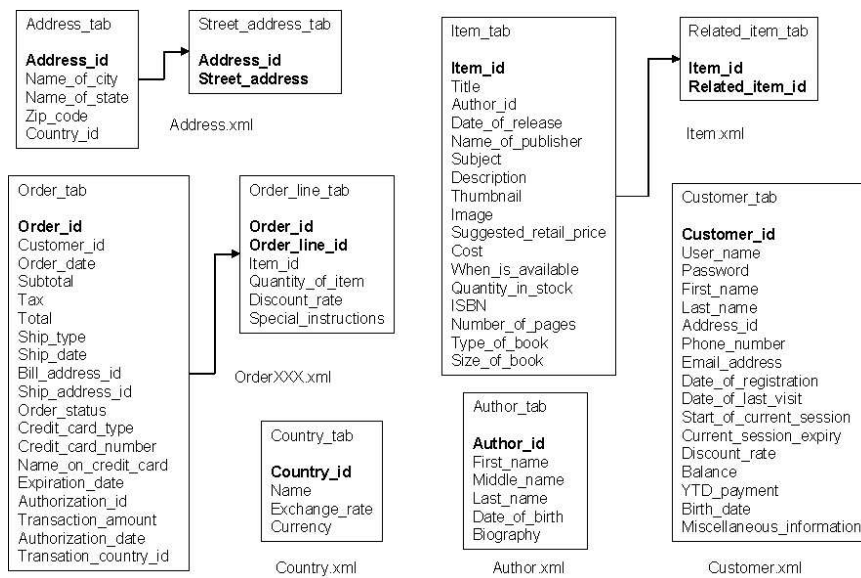 Address_tab
Address_id
Name_of_city
Name_of_state
Zip_code
Country_id
Street_address_tab
Address_id
Street_address
Address.xml
Item_tab
Item_id
Title
Author_id
Date_of_release
Name_of_publisher
Subject
Description
Thumbnail
Image
Suggested_retail_price
Cost
When_is_available
Quantity_in_stock
ISBN
Number_of_pages
Type_of_book
Size_of_book
Related_item_tab
Item_id
Related_item_id
Item.xml
Order_tab
Order_id
Customer_id
Order_date
Subtotal
Tax
Total
Ship_type
Ship_date
Bill_address_id
Ship_address_id
Order_status
Credit_card_type
Credit_card_number
Name_on_credit_card
Expiration_date
Authorization_id
Transaction_amount
Authorization_date
Transation_country_id
Order_line_tab
Order_id
Order_line_id
Item_id
Quantity_of_item
Discount_rate
Special_instructions
OrderXXX.xml
Country_tab
Country_id
Name
Exchange_rate
Currency
Country.xml
Author_tab
Author_id
First_name
Middle_name
Last_name
Date_of_birth
Biography
Author.xml
Customer_tab
Customer_id
User_name
Password
First_name
Last_name
Address_id
Phone_number
Email_address
Date_of_registration
Date_of_last_visit
Start_of_current_session
Current_session_expiry
Discount_rate
Balance
YTD_payment
Birth_date
Miscellaneous_information
Customer.xml